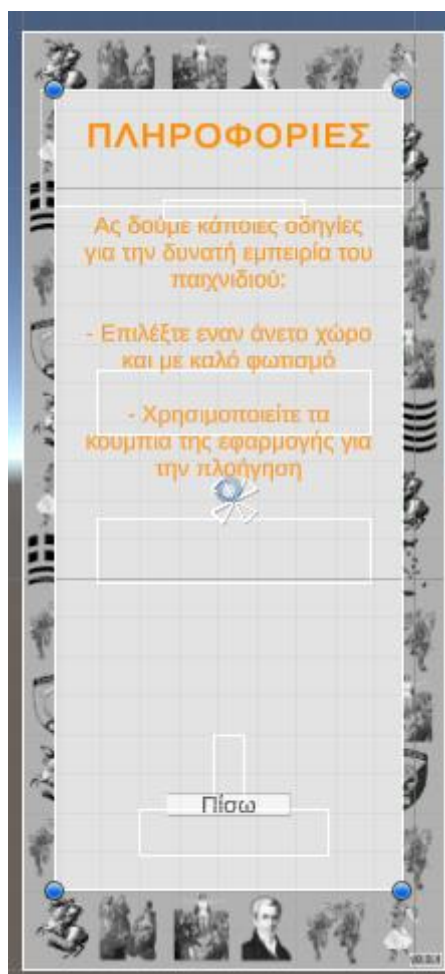 ΠΛΗΡΟΦΟΡΙΕΣ
Ας δούμε κάποιες οδηγίες
για την δυνατή εμπειρία του
παιχνιδιού:
- Επιλέξτε εναν άνετο χώρο
και με καλό φωτισμό
- Χρησιμοποιείτε τα
κουμπια της εφαρμογής για
την πλοήγηση
Πίσω